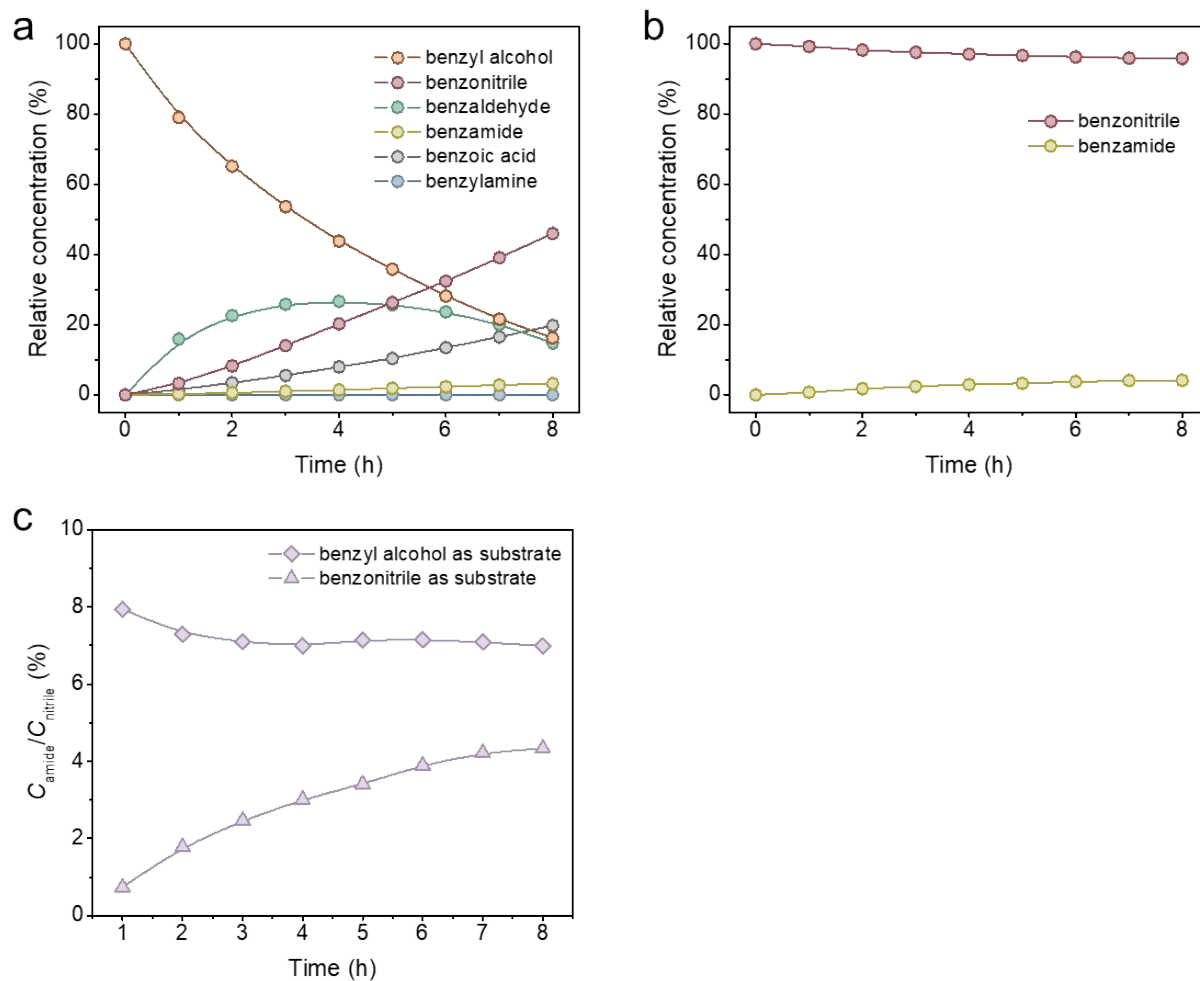 a
Relative concentration (%)
100
80
60
40
20
0
benzyl alcohol
benzonitrile
benzaldehyde
benzamide
benzoic acid
benzylamine
0 2 4 6 8
Time (h)
b
Relative concentration (%)
100
80
60
40
20
0
benzonitrile
benzamide
0 2 4 6 8
Time (h)
c
C_amide/C_nitrile (%)
10
8
6
4
2
0
benzyl alcohol as substrate
benzonitrile as substrate
1 2 3 4 5 6 7 8
Time (h)